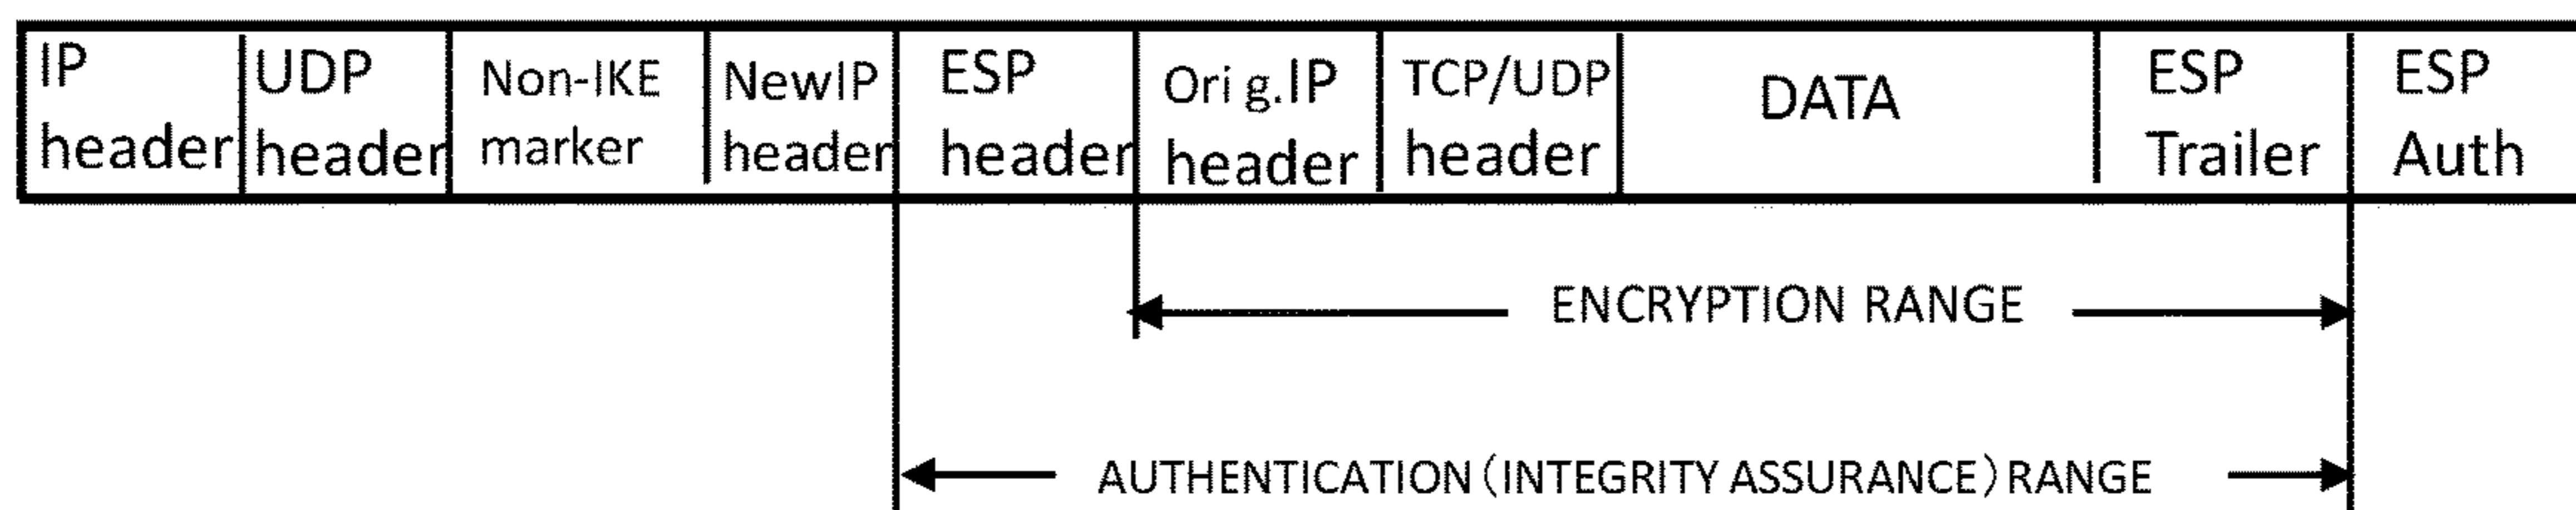 IP
header
UDP
header
Non-IKE
marker
NewIP
header
ESP
header
Orig.IP
header
TCP/UDP
header
DATA
ESP
Trailer
ESP
Auth
ENCRYPTION RANGE
AUTHENTICATION (INTEGRITY ASSURANCE) RANGE